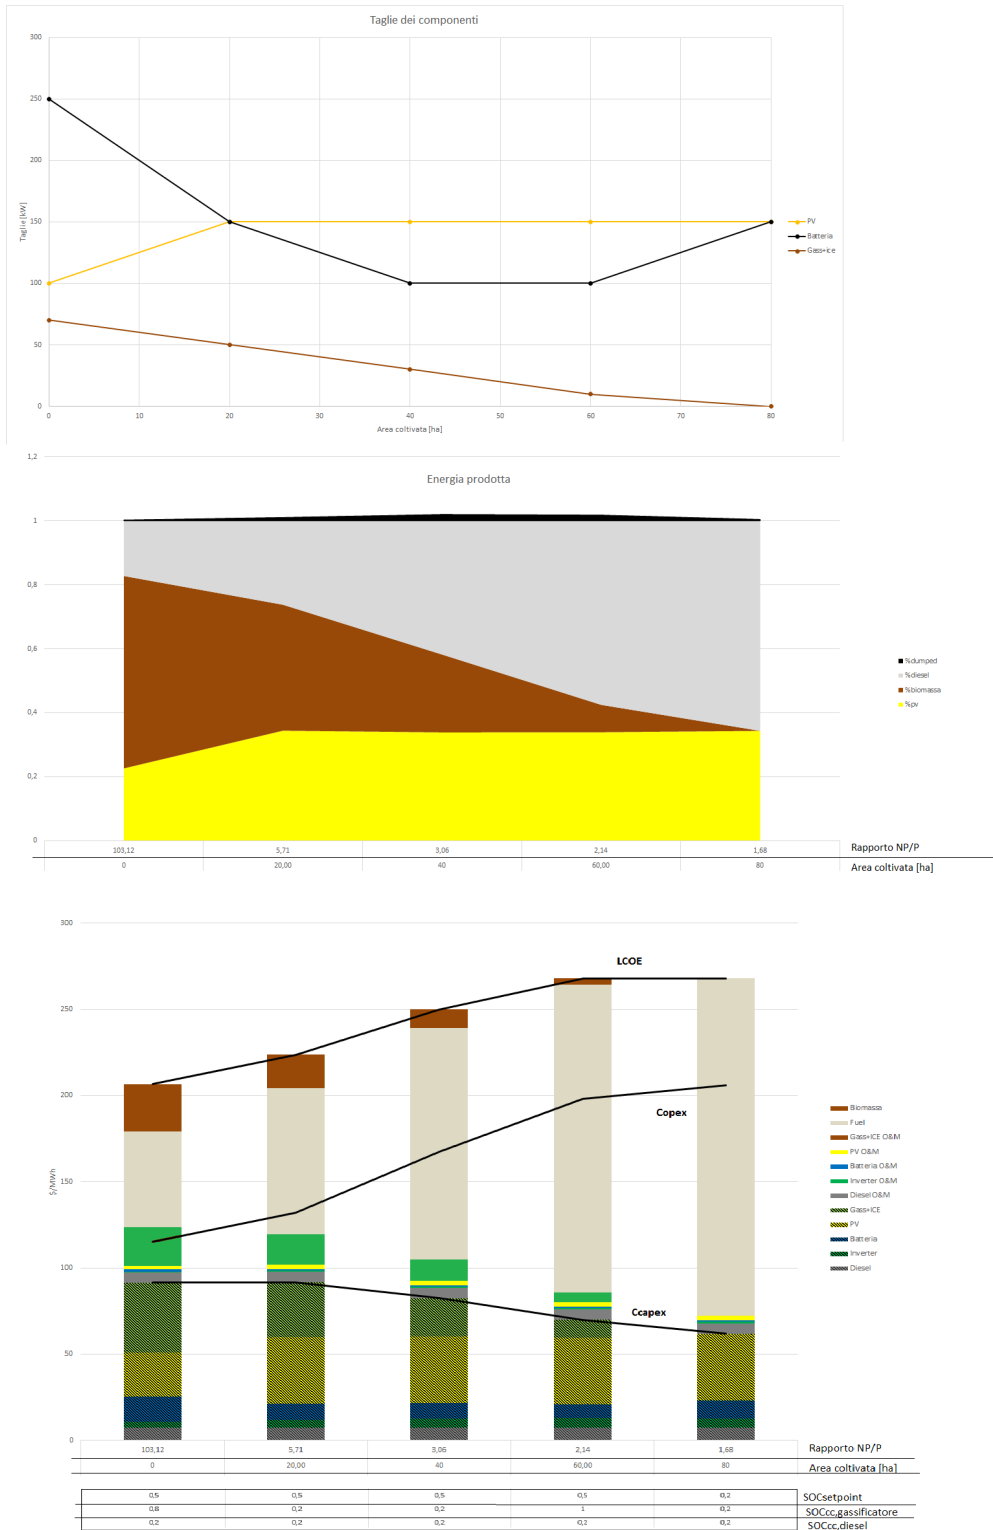 Taglie dei componenti
300
250
200
150
100
50
0
Taglie [kW]
0 10 20 30 40 50 60 70 80
Area coltivata [ha]
PV
Batteria
Gass+ice
1,2
Energia prodotta
1
0,8
0,6
0,4
0,2
0
%dumped
%diesel
%biomassa
%pv
103,12 5,71 3,06 2,14 1,68 Rapporto NP/P
0 20,00 40 60,00 80 Area coltivata [ha]
300
250
200
150
100
50
0
$/MWh
LCOE
Copex
Ccapex
Biomassa
Fuell
Gass+ICE O&M
PV O&M
Batteria O&M
Inverter O&M
Diesel O&M
Gass+ICE
PV
Batteria
Inverter
Diesel
103,12 5,71 3,06 2,14 1,68 Rapporto NP/P
0 20,00 40 60,00 80 Area coltivata [ha]
0,5 0,5 0,5 0,5 0,2 SOCsetpoint
0,8 0,2 0,2 1 0,2 SOCcc,gassificatore
0,2 0,2 0,2 0,2 0,2 SOCcc,diesel